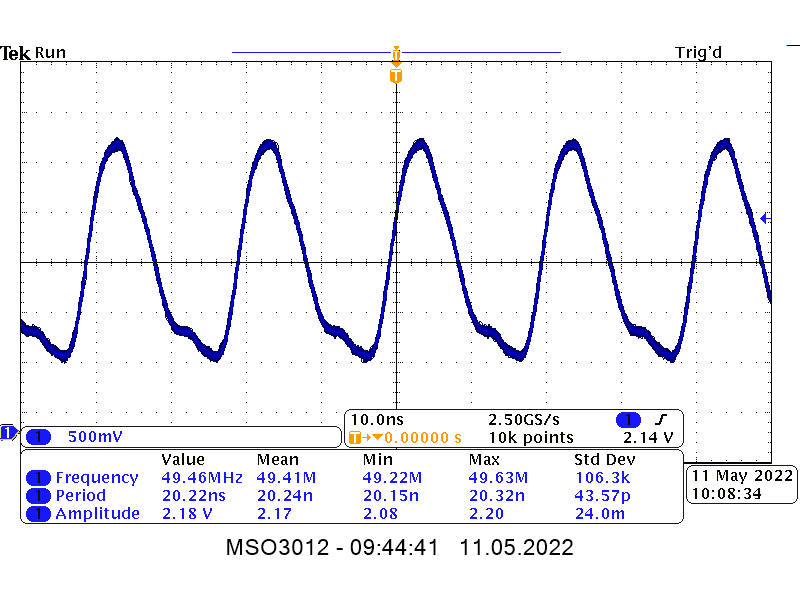 Tek Run Trig'd
T
T
1
10.0ns 2.50GS/s 1
1 500mV T→▼0.00000 s 10k points 2.14 V
Value Mean Min Max Std Dev
1 Frequency 49.46MHz 49.41M 49.22M 49.63M 106.3k
1 Period 20.22ns 20.24n 20.15n 20.32n 43.57p
1 Amplitude 2.18 V 2.17 2.08 2.20 24.0m
11 May 2022
10:08:34
MSO3012 - 09:44:41 11.05.2022